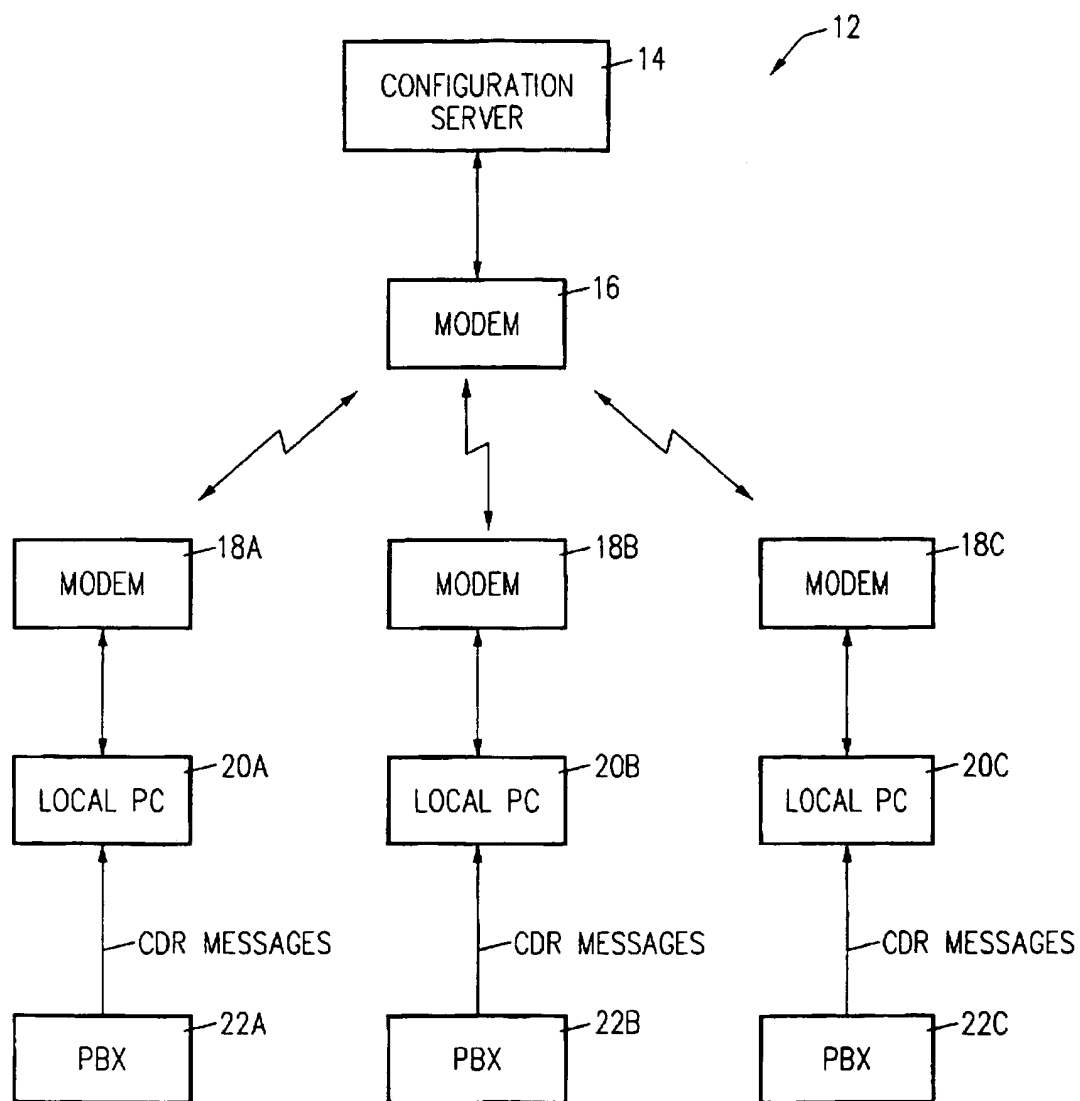 12
14
CONFIGURATION
SERVER
16
MODEM
18A
18B
18C
MODEM
MODEM
MODEM
20A
20B
20C
LOCAL PC
LOCAL PC
LOCAL PC
CDR MESSAGES
CDR MESSAGES
CDR MESSAGES
22A
22B
22C
PBX
PBX
PBX